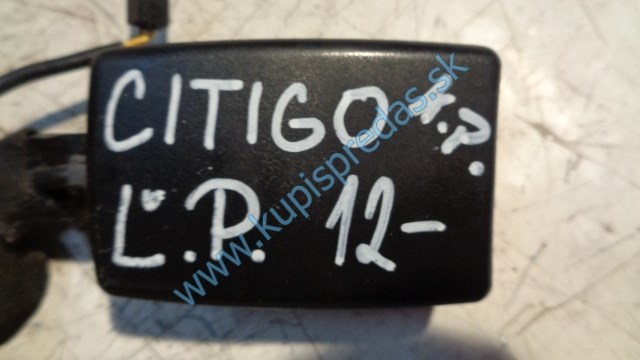 CITIGO š.p.
Ľ.P. 12-
www.kupispredas.sk